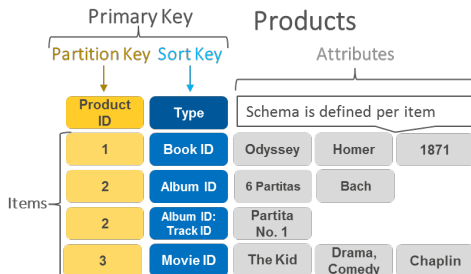 Primary Key
Products
Partition Key Sort Key
Attributes
Product ID
Type
Schema is defined per item
Items
1
Book ID
Odyssey
Homer
1871
2
Album ID
6 Partitas
Bach
2
Album ID:
Track ID
Partita
No. 1
3
Movie ID
The Kid
Drama,
Comedy
Chaplin